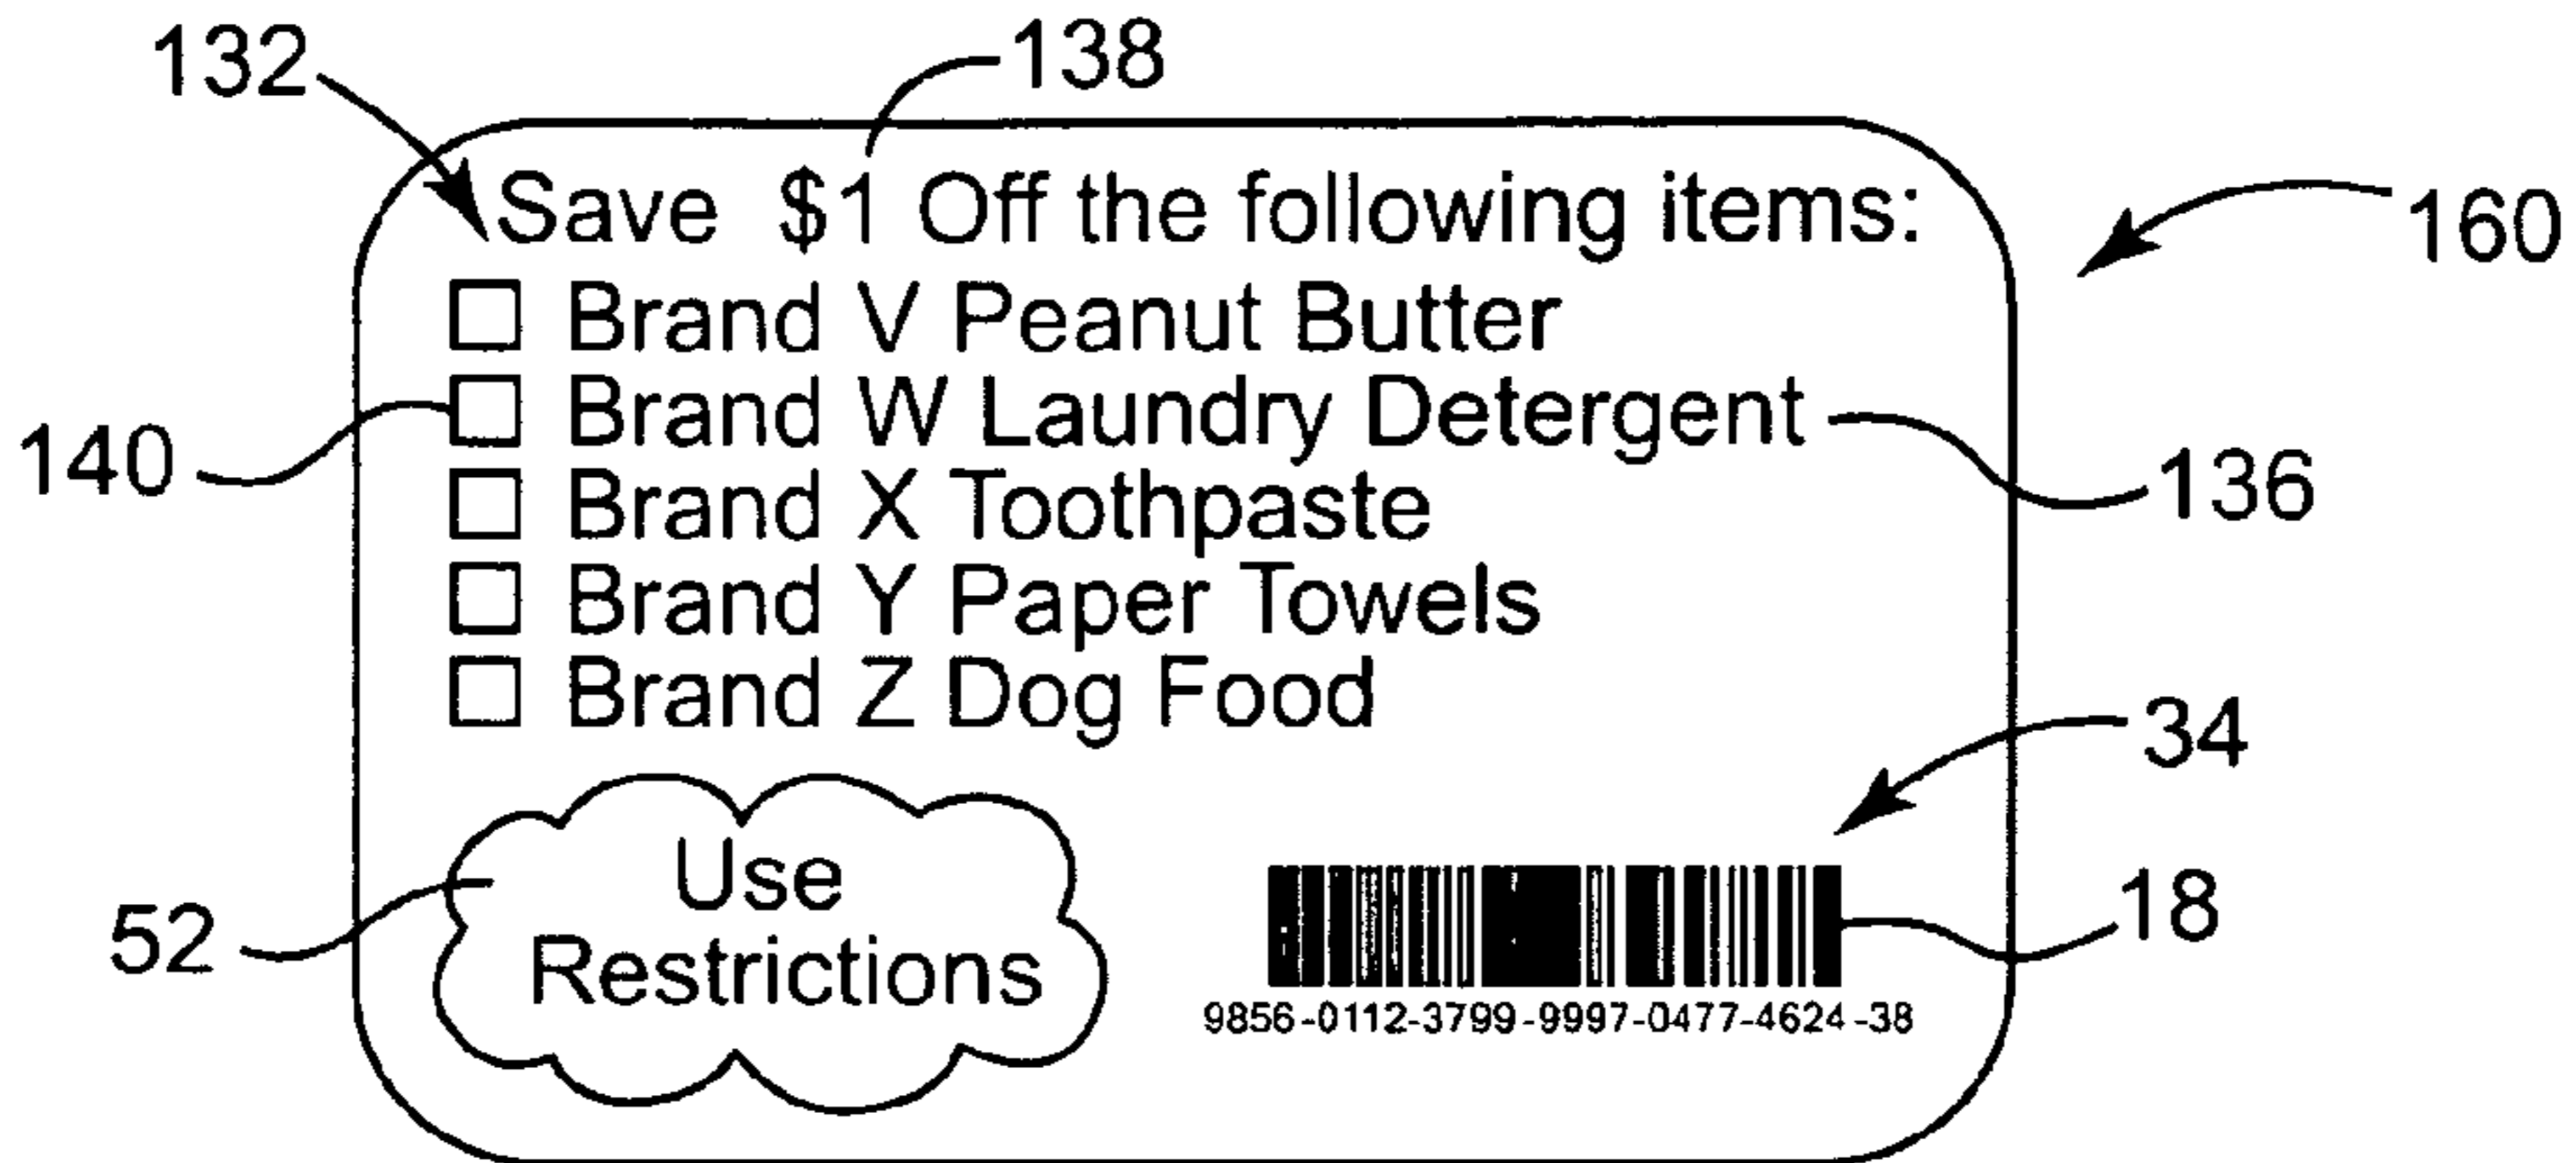 132
138
Save $1 Off the following items:
160
Brand V Peanut Butter
Brand W Laundry Detergent
140
136
Brand X Toothpaste
Brand Y Paper Towels
Brand Z Dog Food
34
Use
Restrictions
52
18
9856-0112-3799-9997-0477-4624-38